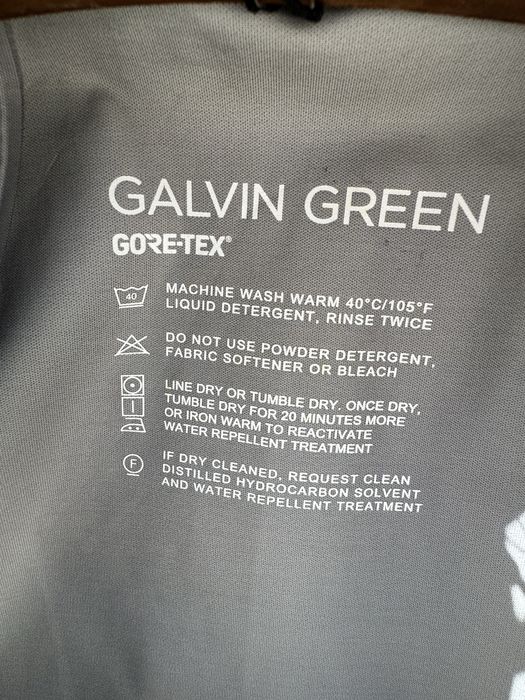 GALVIN GREEN
GORE-TEX®
40
MACHINE WASH WARM 40°C/105°F
LIQUID DETERGENT, RINSE TWICE
DO NOT USE POWDER DETERGENT,
FABRIC SOFTENER OR BLEACH
LINE DRY OR TUMBLE DRY. ONCE DRY,
TUMBLE DRY FOR 20 MINUTES MORE
OR IRON WARM TO REACTIVATE
WATER REPELLENT TREATMENT
F
IF DRY CLEANED, REQUEST CLEAN
DISTILLED HYDROCARBON SOLVENT
AND WATER REPELLENT TREATMENT